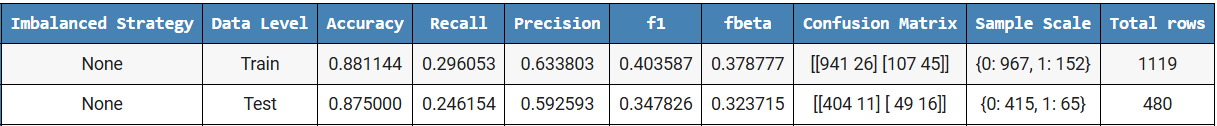 Imbalanced Strategy Data Level Accuracy Recall Precision f1 fbeta Confusion Matrix Sample Scale Total rows
None Train 0.881144 0.296053 0.633803 0.403587 0.378777 [[941 26] [107 45]] {0: 967, 1: 152} 1119
None Test 0.875000 0.246154 0.592593 0.347826 0.323715 [[404 11] [ 49 16]] {0: 415, 1: 65} 480